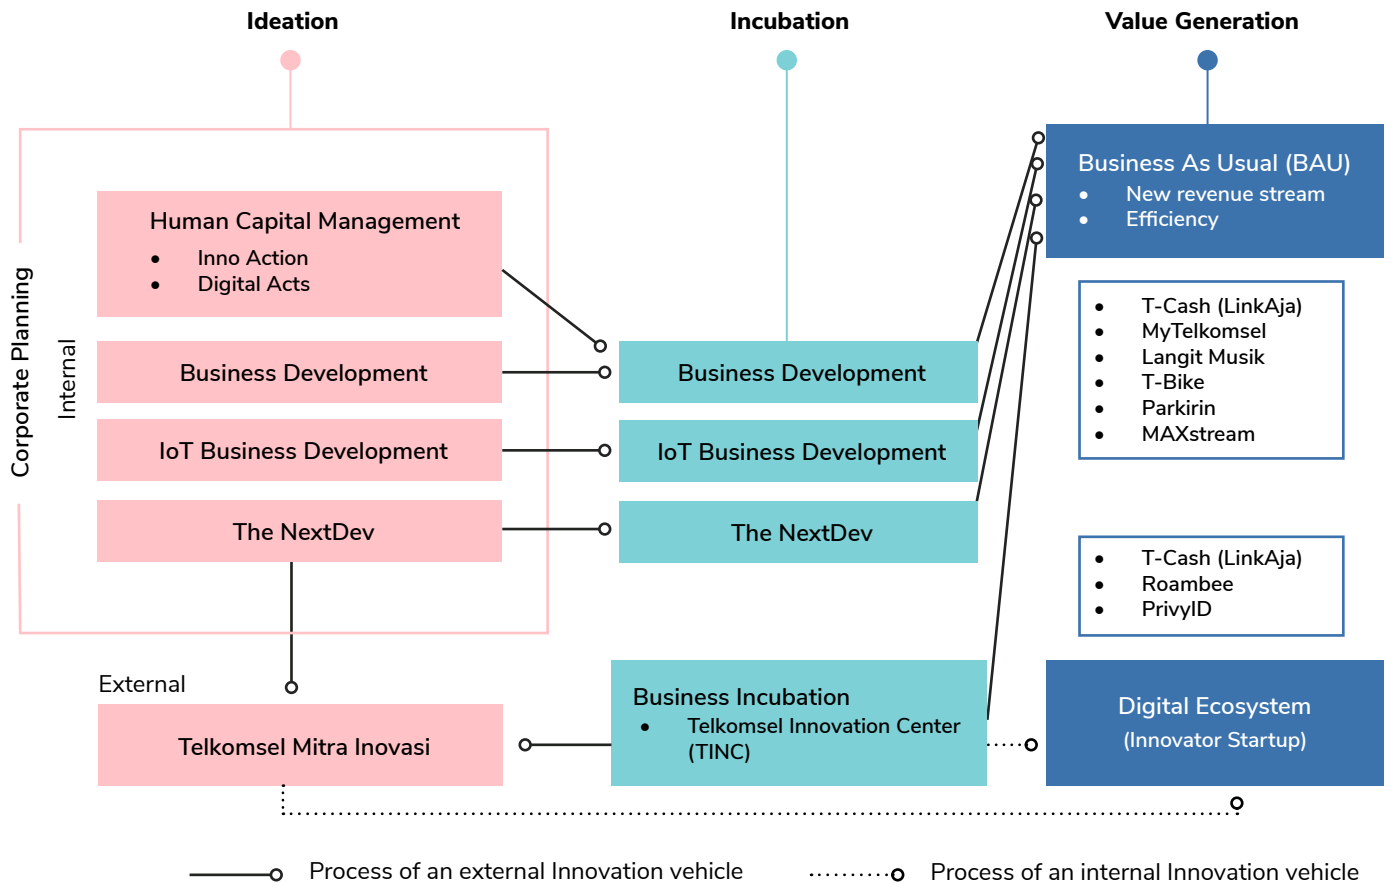 Ideation
Incubation
Value Generation
Corporate Planning
Internal
Human Capital Management
• Inno Action
• Digital Acts
Business Development
IoT Business Development
The NextDev
External
Telkomsel Mitra Inovasi
Business Development
IoT Business Development
The NextDev
Business Incubation
• Telkomsel Innovation Center
(TINC)
Business As Usual (BAU)
• New revenue stream
• Efficiency
• T-Cash (LinkAja)
• MyTelkomsel
• Langit Musik
• T-Bike
• Parkirin
• MAXstream
• T-Cash (LinkAja)
• Roambee
• PrivyID
Digital Ecosystem
(Innovator Startup)
Process of an external Innovation vehicle
Process of an internal Innovation vehicle